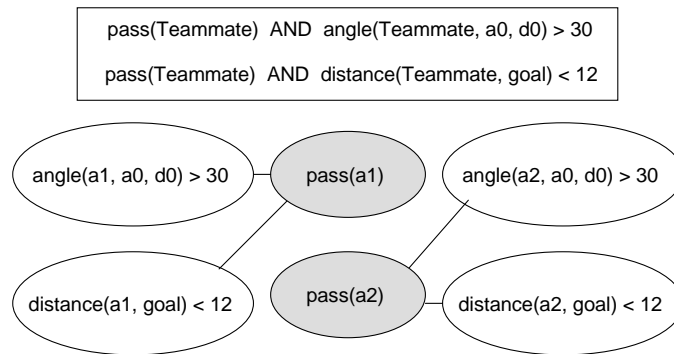 pass(Teammate) AND angle(Teammate, a0, d0) > 30
pass(Teammate) AND distance(Teammate, goal) < 12
angle(a1, a0, d0) > 30
pass(a1)
angle(a2, a0, d0) > 30
distance(a1, goal) < 12
pass(a2)
distance(a2, goal) < 12